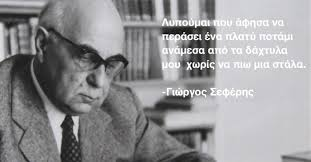 Λυπούμαι που άφησα να
περάσει ένα πλατύ ποτάμι
ανάμεσα από τα δάχτυλα
μου χωρίς να πιω μια στάλα.
-Γιώργος Σεφέρης